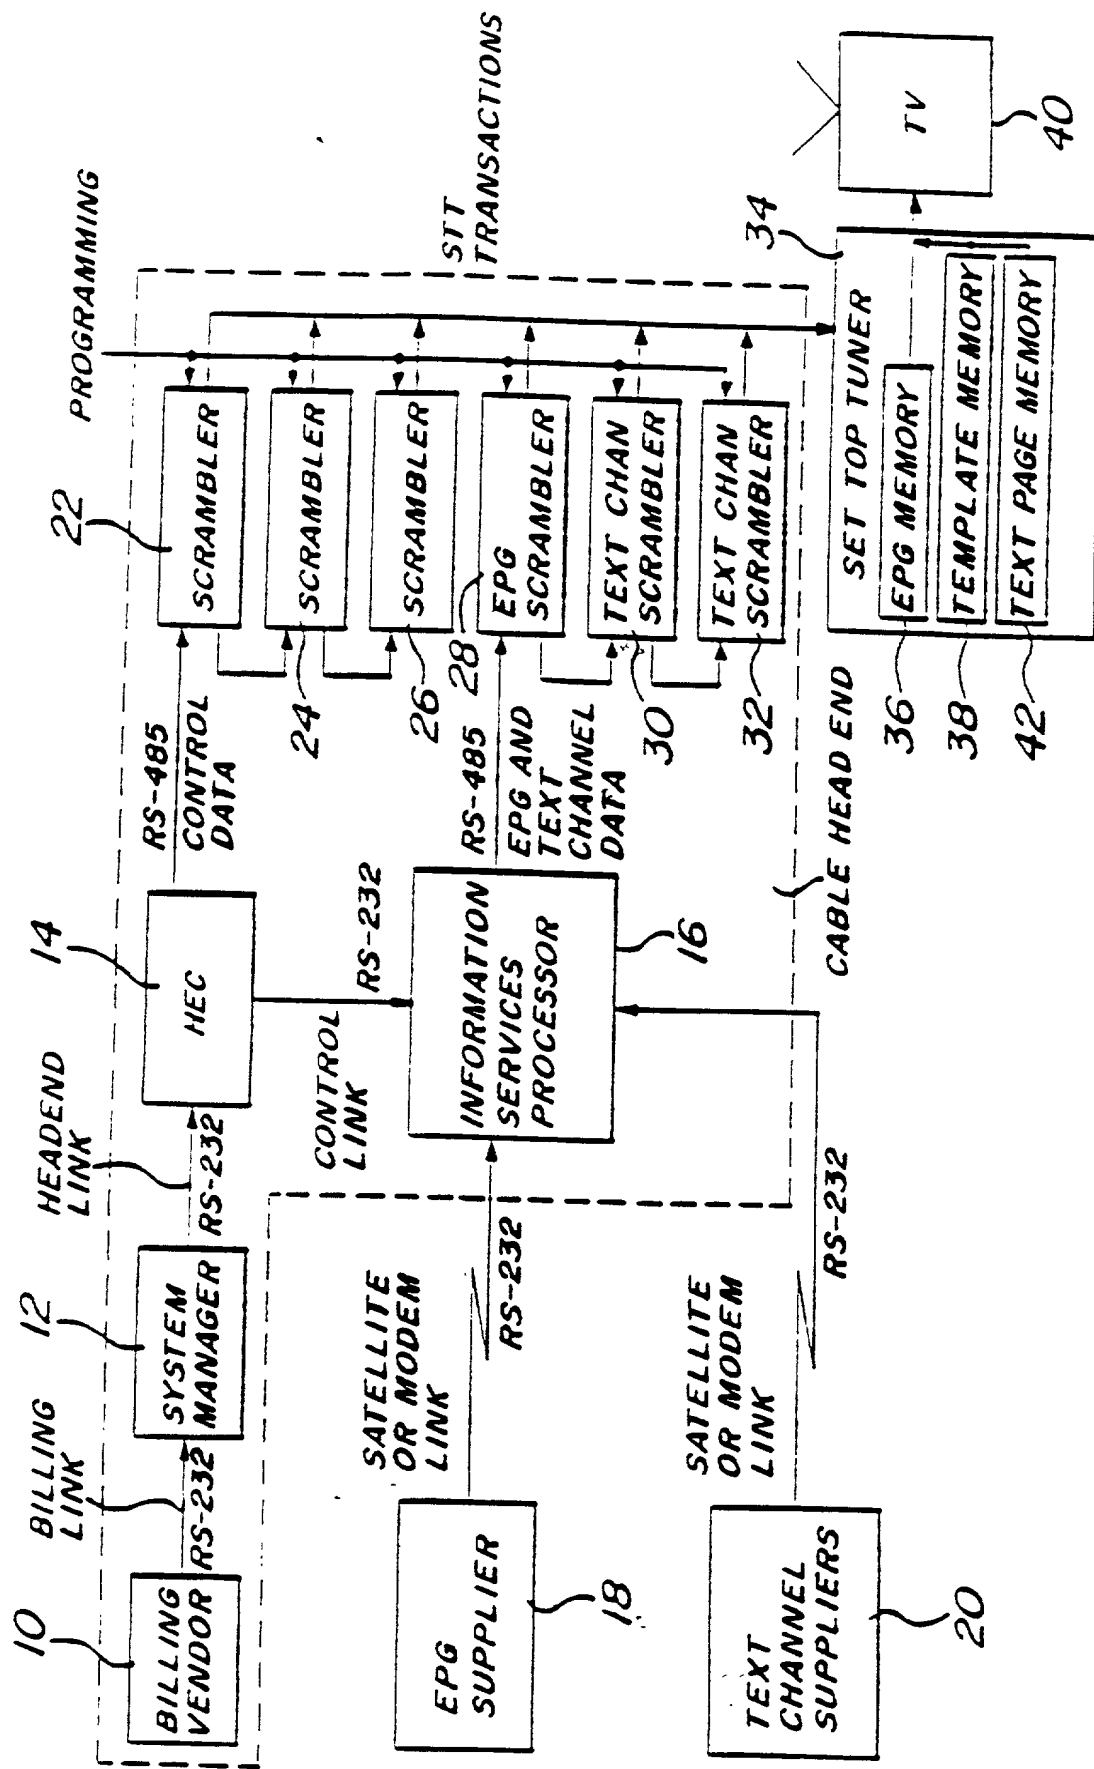 PROGRAMMING
STT
TRANSACTIONS
10
BILLING
VENDOR
BILLING
LINK
RS-232
12
SYSTEM
MANAGER
HEADEND
LINK
RS-232
14
HEC
RS-485
CONTROL
DATA
22
SCRAMBLER
24
SCRAMBLER
26
SCRAMBLER
28
EPG
SCRAMBLER
30
TEXT CHAN
SCRAMBLER
32
TEXT CHAN
SCRAMBLER
CONTROL
LINK
RS-232
INFORMATION
SERVICES
PROCESSOR
16
RS-485
EPG AND
TEXT
CHANNEL
DATA
EPG
SUPPLIER
18
SATELLITE
OR MODEM
LINK
RS-232
TEXT
CHANNEL
SUPPLIERS
20
SATELLITE
OR MODEM
LINK
RS-232
CABLE HEAD END
34
SET TOP TUNER
36
EPG MEMORY
38
TEMPLATE MEMORY
42
TEXT PAGE MEMORY
TV
40